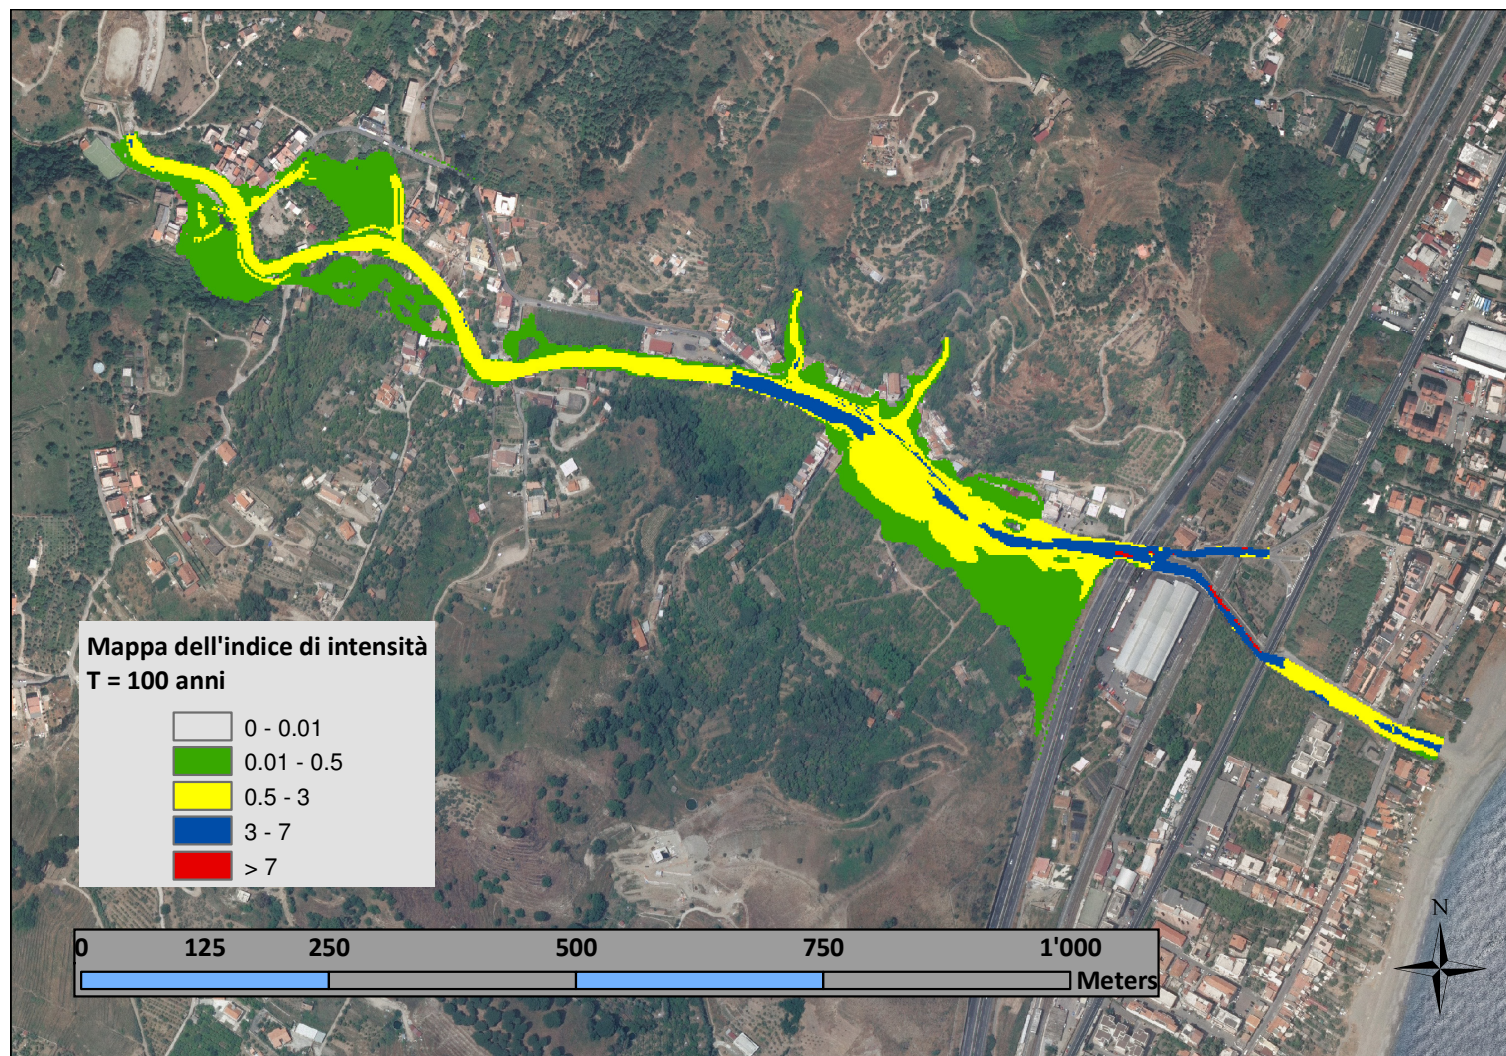 Mappa dell'indice di intensità
T = 100 anni
0 - 0.01
0.01 - 0.5
0.5 - 3
3 - 7
> 7
0 125 250 500 750 1'000
Meters
N